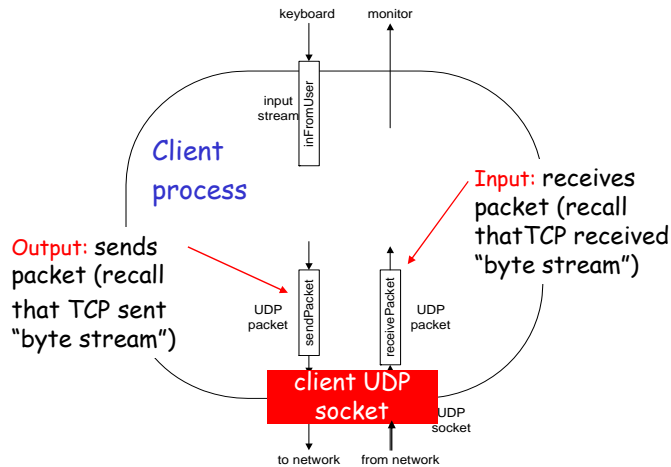 keyboard
monitor
input
stream
inFromUser
Client
process
Input: receives
packet (recall
thatTCP received
“byte stream”)
Output: sends
packet (recall
that TCP sent
“byte stream”)
UDP
packet
sendPacket
receivePacket
UDP
packet
client UDP
socket
UDP
socket
to network
from network